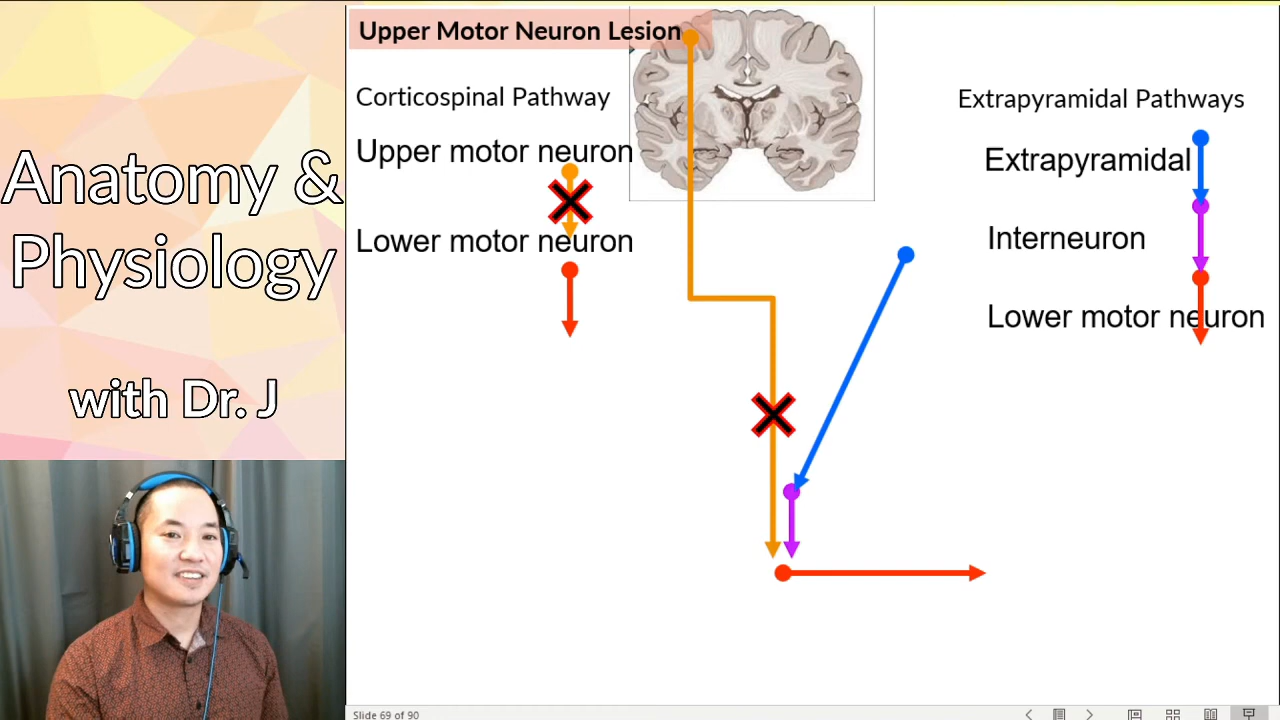 Anatomy &
Physiology
with Dr. J
Upper Motor Neuron Lesion
Corticospinal Pathway
Upper motor neuron
Lower motor neuron
Extrapyramidal Pathways
Extrapyramidal
Interneuron
Lower motor neuron
Slide 69 of 90